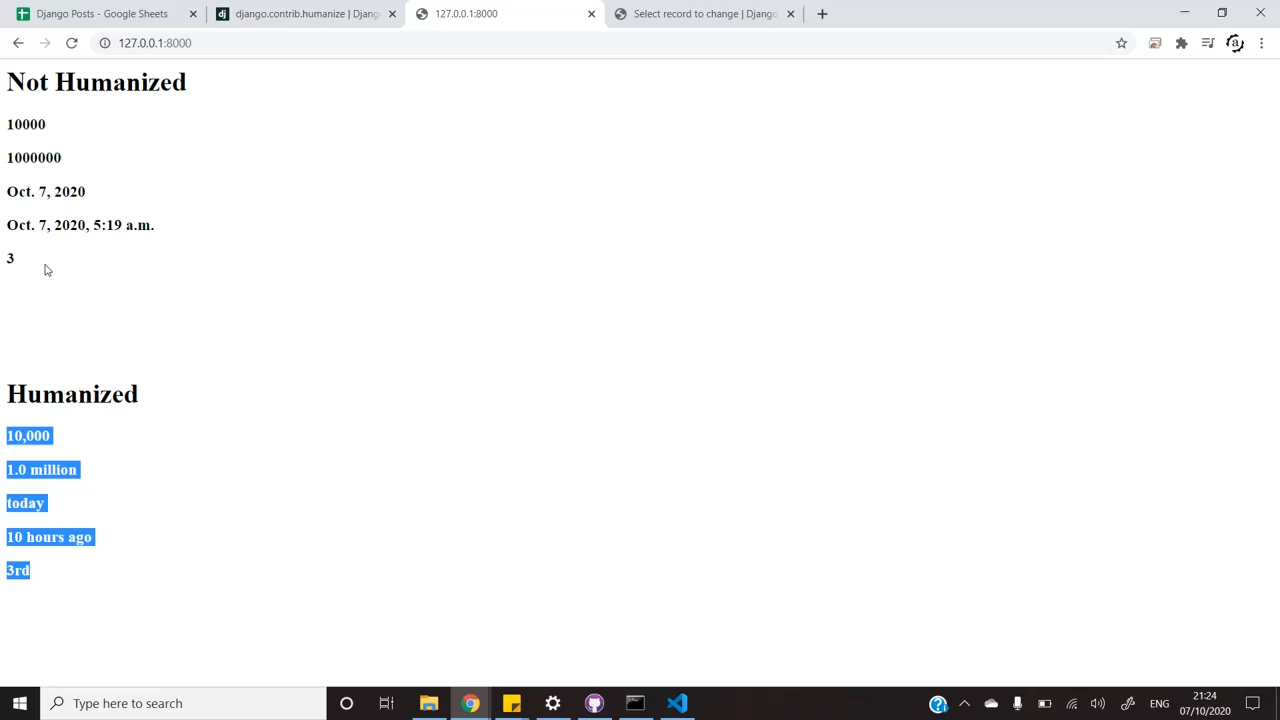 Django Posts - Google Sheets
django.contrib.humanize | Djang
127.0.0.1:8000
Select record to change | Django
127.0.0.1:8000
Not Humanized
10000
1000000
Oct. 7, 2020
Oct. 7, 2020, 5:19 a.m.
3
Humanized
10,000
1.0 million
today
10 hours ago
3rd
Type here to search
ENG
21:24
07/10/2020